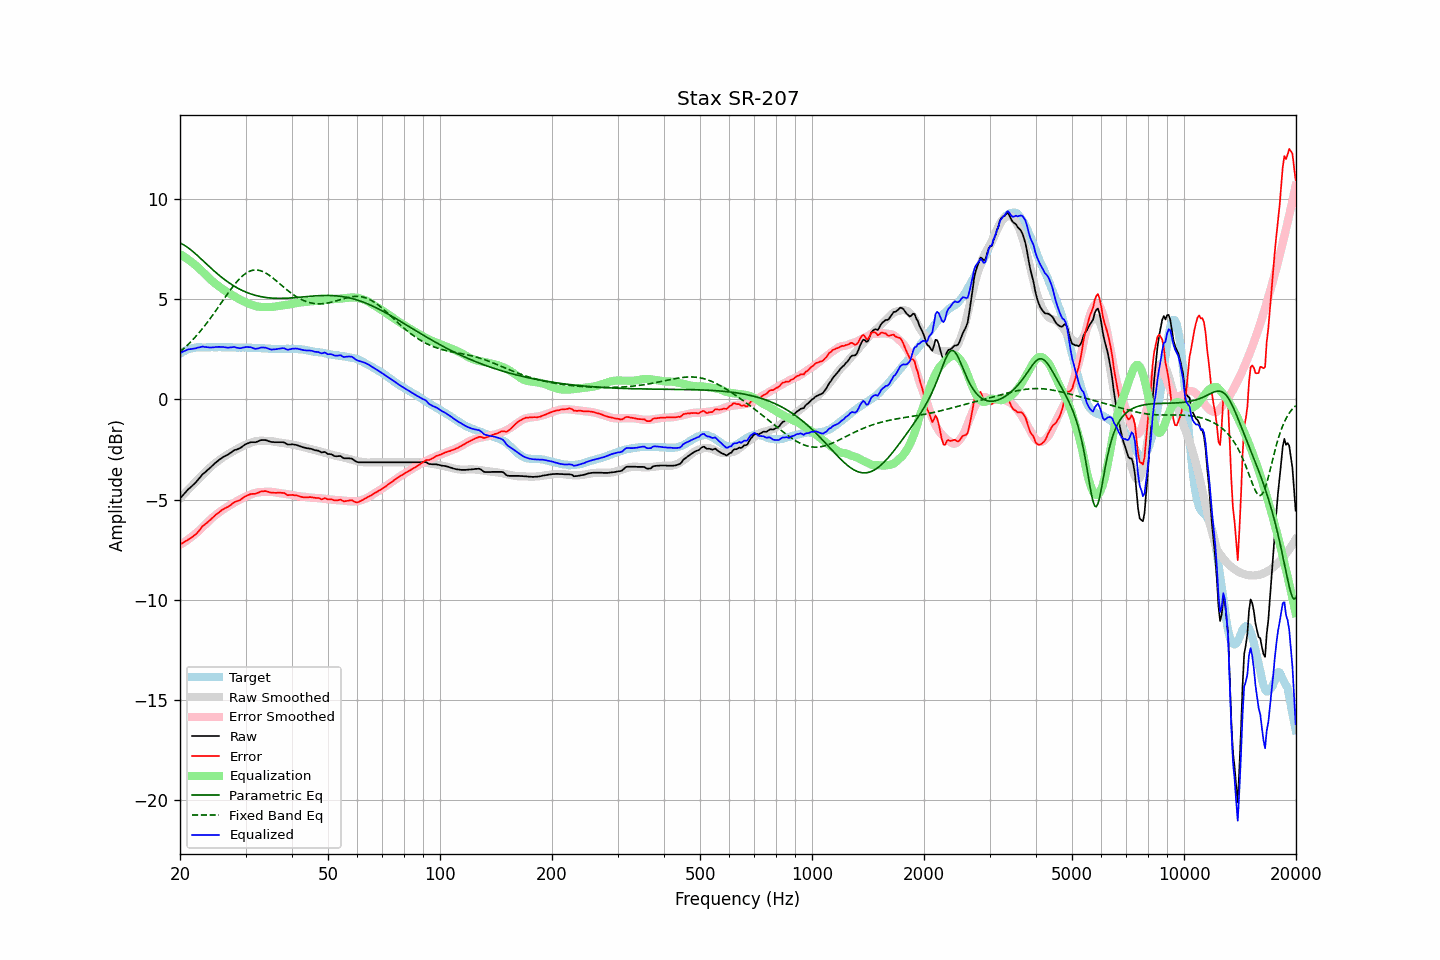 Stax SR-207
Amplitude (dBr)
10
5
0
−5
−10
−15
−20
Target
Raw Smoothed
Error Smoothed
Raw
Error
Equalization
Parametric Eq
Fixed Band Eq
Equalized
20
50
100
200
500
1000
2000
5000
10000
20000
Frequency (Hz)